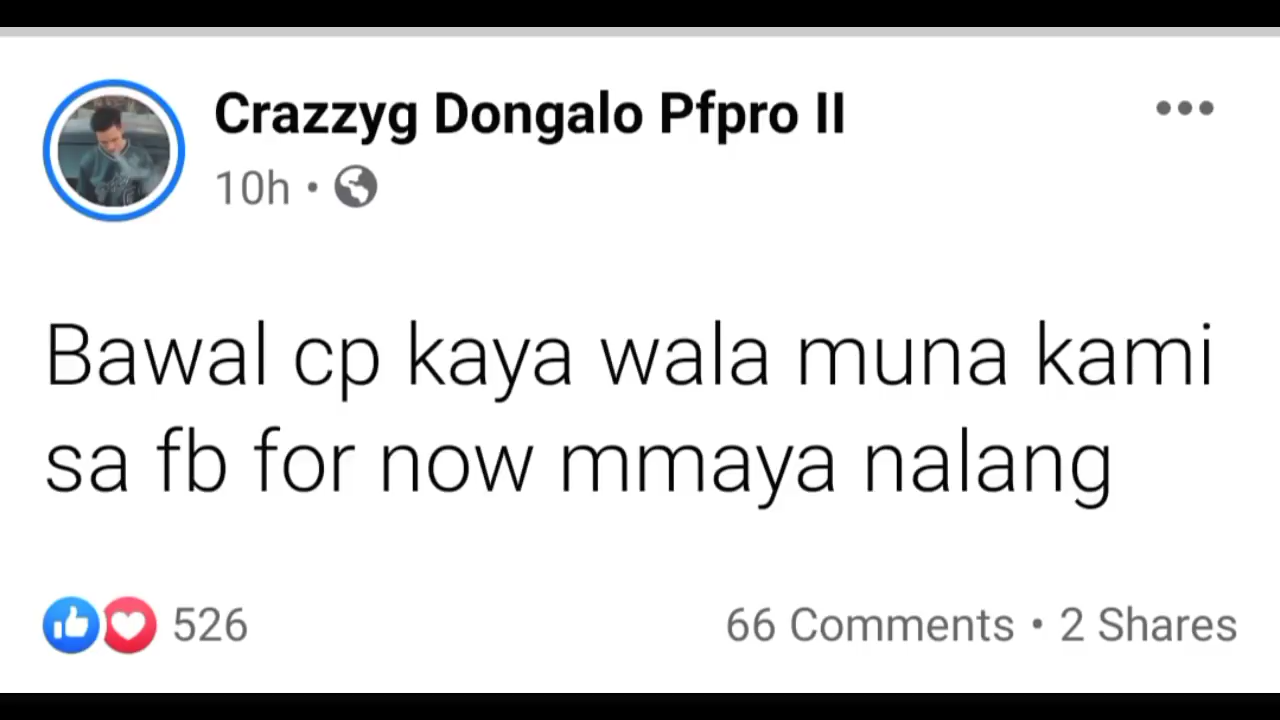 Crazzyg Dongalo Pfpro II
10h •
Bawal cp kaya wala muna kami
sa fb for now mmaya nalang
526
66 Comments • 2 Shares